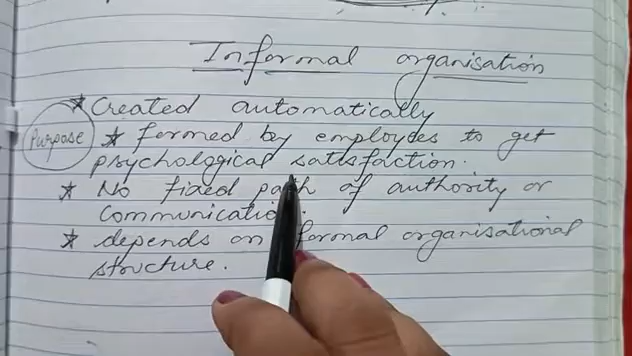 Informal organisation
* Created automatically
Purpose
* formed by employees to get
psychological satisfaction.
* No fixed path of authority or
communication.
* depends on formal organisational
structure.